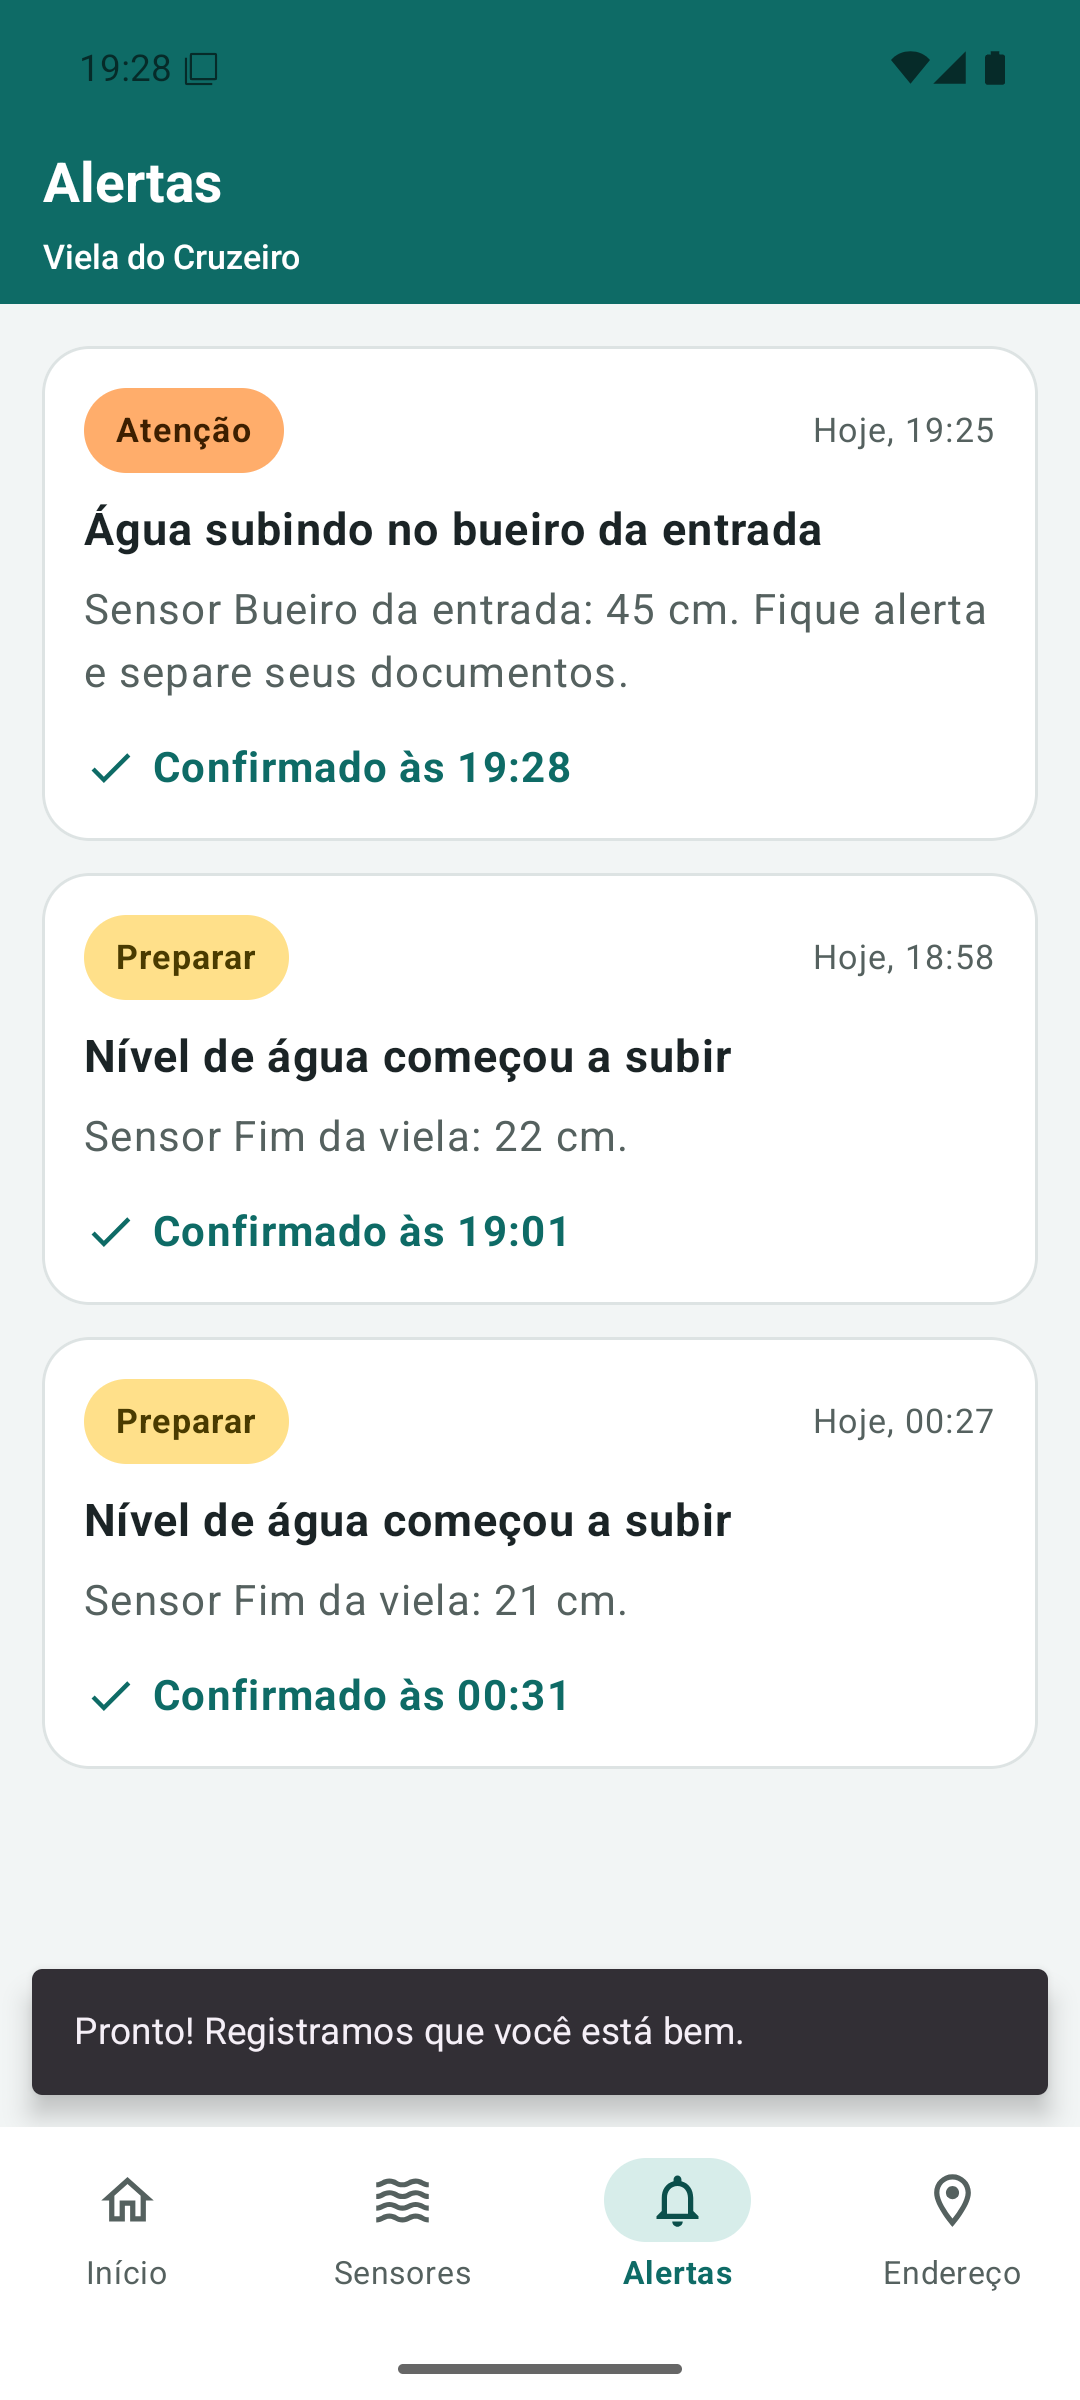 19:28
Alertas
Viela do Cruzeiro
Atenção
Hoje, 19:25
Água subindo no bueiro da entrada
Sensor Bueiro da entrada: 45 cm. Fique alerta
e separe seus documentos.
Confirmado às 19:28
Preparar
Hoje, 18:58
Nível de água começou a subir
Sensor Fim da viela: 22 cm.
Confirmado às 19:01
Preparar
Hoje, 00:27
Nível de água começou a subir
Sensor Fim da viela: 21 cm.
Confirmado às 00:31
Pronto! Registramos que você está bem.
Início
Sensores
Alertas
Endereço